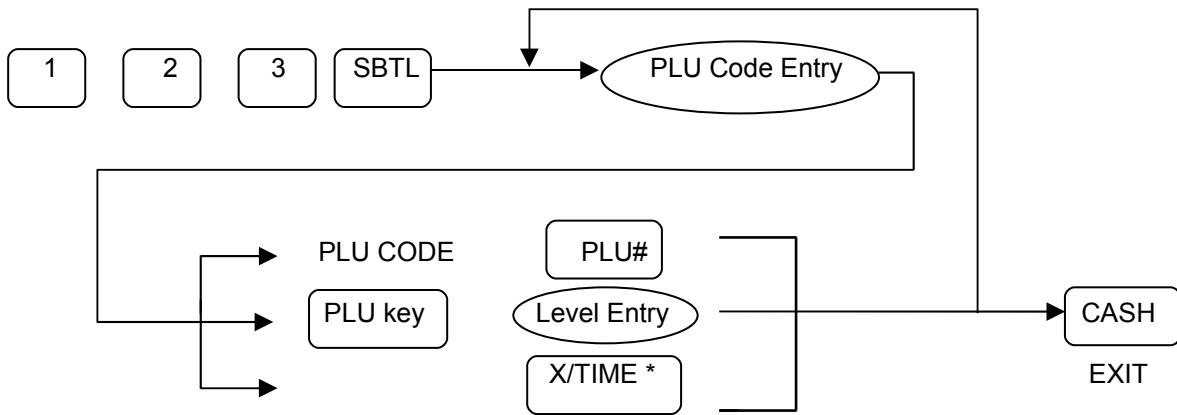 1 2 3 SBTL PLU Code Entry
PLU CODE PLU#
PLU key Level Entry CASH
X/TIME * EXIT